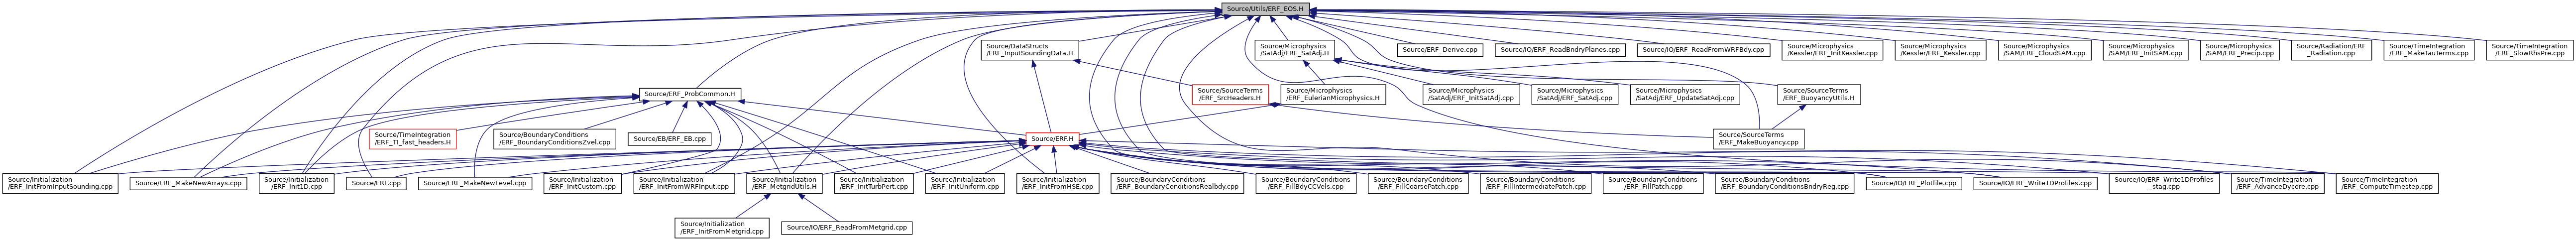 Source/Utils/ERF_EOS.H
Source/DataStructs
/ERF_InputSoundingData.H
Source/Microphysics
/SatAdj/ERF_SatAdj.H
Source/ERF_Derive.cpp
Source/IO/ERF_ReadBndryPlanes.cpp
Source/IO/ERF_ReadFromWRFBdy.cpp
Source/Microphysics
/Kessler/ERF_InitKessler.cpp
Source/Microphysics
/Kessler/ERF_Kessler.cpp
Source/Microphysics
/SAM/ERF_CloudSAM.cpp
Source/Microphysics
/SAM/ERF_InitSAM.cpp
Source/Microphysics
/SAM/ERF_Precip.cpp
Source/Radiation/ERF
_Radiation.cpp
Source/TimeIntegration
/ERF_MakeTauTerms.cpp
Source/TimeIntegration
/ERF_SlowRhsPre.cpp
Source/ERF_ProbCommon.H
Source/SourceTerms
/ERF_SrcHeaders.H
Source/Microphysics
/ERF_EulerianMicrophysics.H
Source/Microphysics
/SatAdj/ERF_InitSatAdj.cpp
Source/Microphysics
/SatAdj/ERF_SatAdj.cpp
Source/Microphysics
/SatAdj/ERF_UpdateSatAdj.cpp
Source/SourceTerms
/ERF_BuoyancyUtils.H
Source/TimeIntegration
/ERF_TI_fast_headers.H
Source/BoundaryConditions
/ERF_BoundaryConditionsZvel.cpp
Source/EB/ERF_EB.cpp
Source/ERF.H
Source/SourceTerms
/ERF_MakeBuoyancy.cpp
Source/Initialization
/ERF_InitFromInputSounding.cpp
Source/ERF_MakeNewArrays.cpp
Source/Initialization
/ERF_Init1D.cpp
Source/ERF.cpp
Source/ERF_MakeNewLevel.cpp
Source/Initialization
/ERF_InitCustom.cpp
Source/Initialization
/ERF_InitFromWRFInput.cpp
Source/Initialization
/ERF_MetgridUtils.H
Source/Initialization
/ERF_InitTurbPert.cpp
Source/Initialization
/ERF_InitUniform.cpp
Source/Initialization
/ERF_InitFromHSE.cpp
Source/BoundaryConditions
/ERF_BoundaryConditionsRealbdy.cpp
Source/BoundaryConditions
/ERF_FillBdyCCVels.cpp
Source/BoundaryConditions
/ERF_FillCoarsePatch.cpp
Source/BoundaryConditions
/ERF_FillIntermediatePatch.cpp
Source/BoundaryConditions
/ERF_FillPatch.cpp
Source/BoundaryConditions
/ERF_BoundaryConditionsBndryReg.cpp
Source/IO/ERF_Plotfile.cpp
Source/IO/ERF_Write1DProfiles.cpp
Source/IO/ERF_Write1DProfiles
_stag.cpp
Source/TimeIntegration
/ERF_AdvanceDycore.cpp
Source/TimeIntegration
/ERF_ComputeTimestep.cpp
Source/Initialization
/ERF_InitFromMetgrid.cpp
Source/IO/ERF_ReadFromMetgrid.cpp